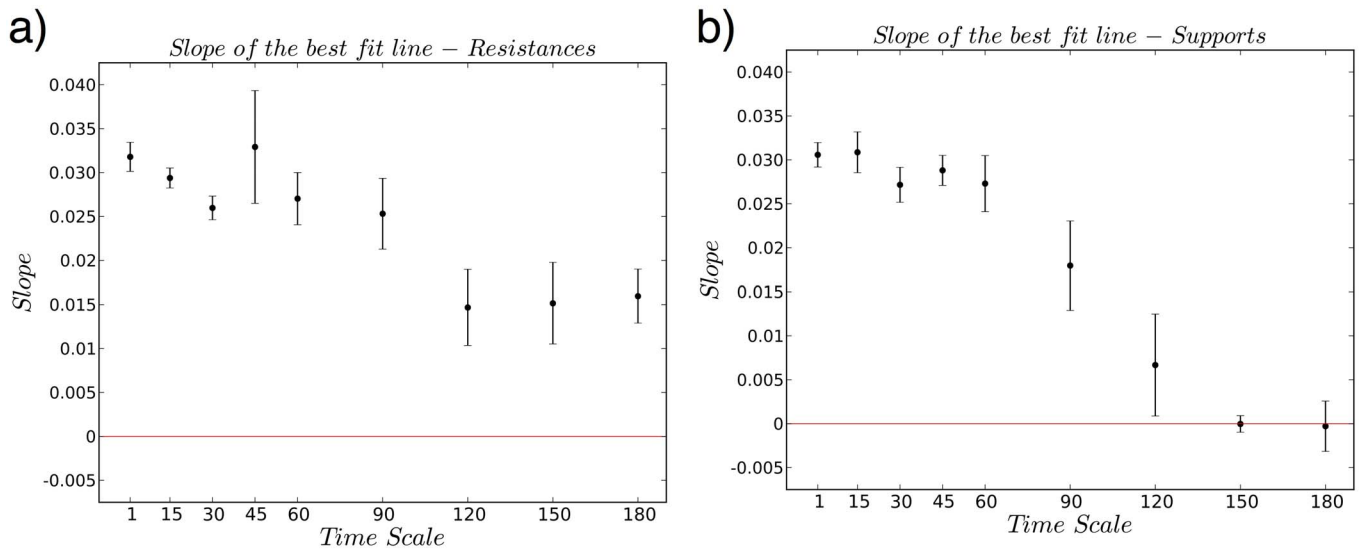 a)
Slope of the best fit line − Resistances
0.040
0.035
0.030
0.025
0.02
0.015
0.01
0.005
0
-0.005
Slope
1 15 30 45 60 90 120 150 180
Time Scale
b)
Slope of the best fit line − Supports
0.040
0.035
0.030
0.025
0.02
0.015
0.01
0.005
0
-0.005
Slope
1 15 30 45 60 90 120 150 180
Time Scale